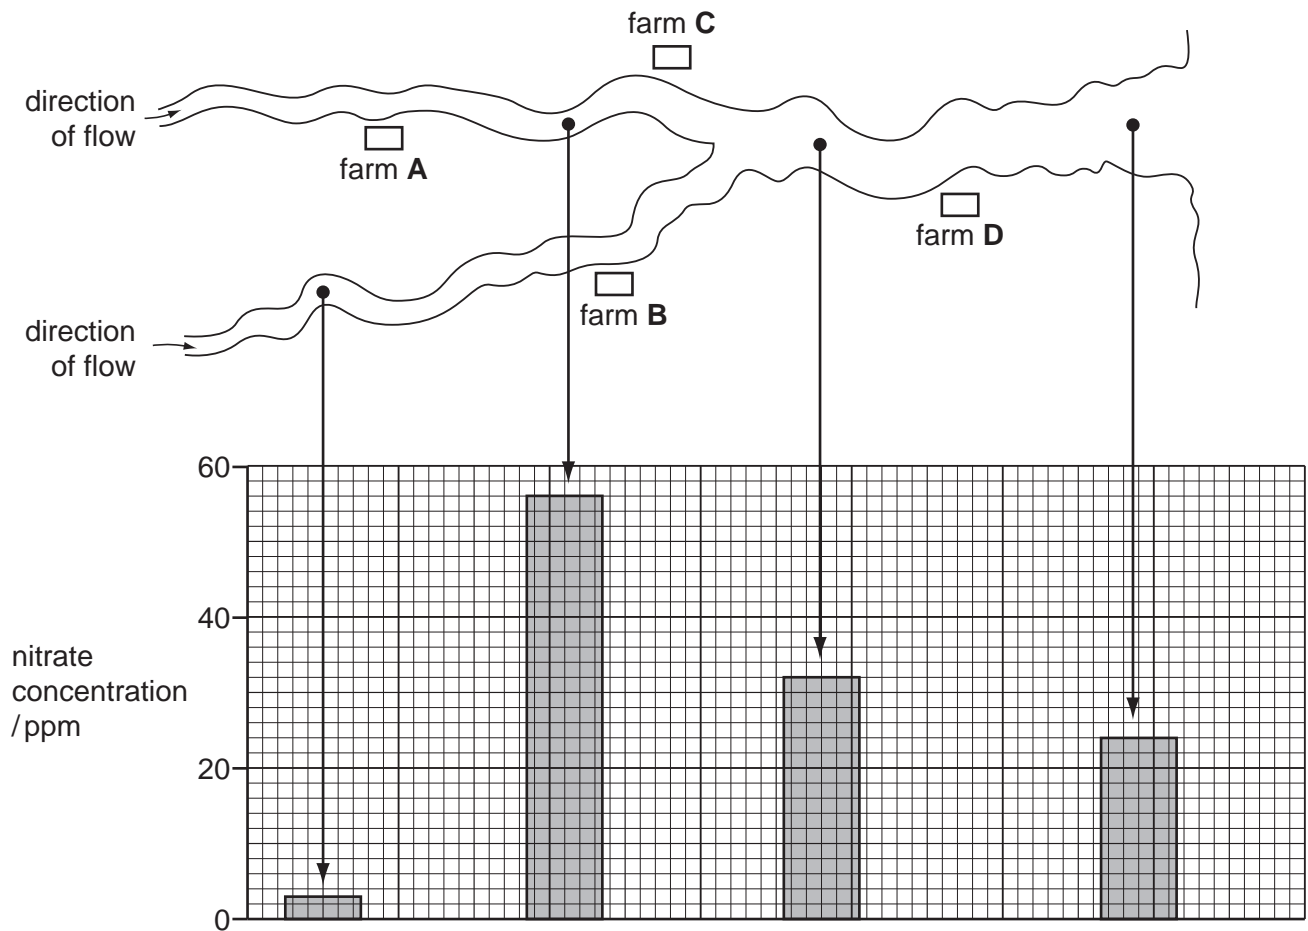 farm C
direction
of flow
farm A
farm D
farm B
direction
of flow
60
40
nitrate
concentration
/ ppm
20
0